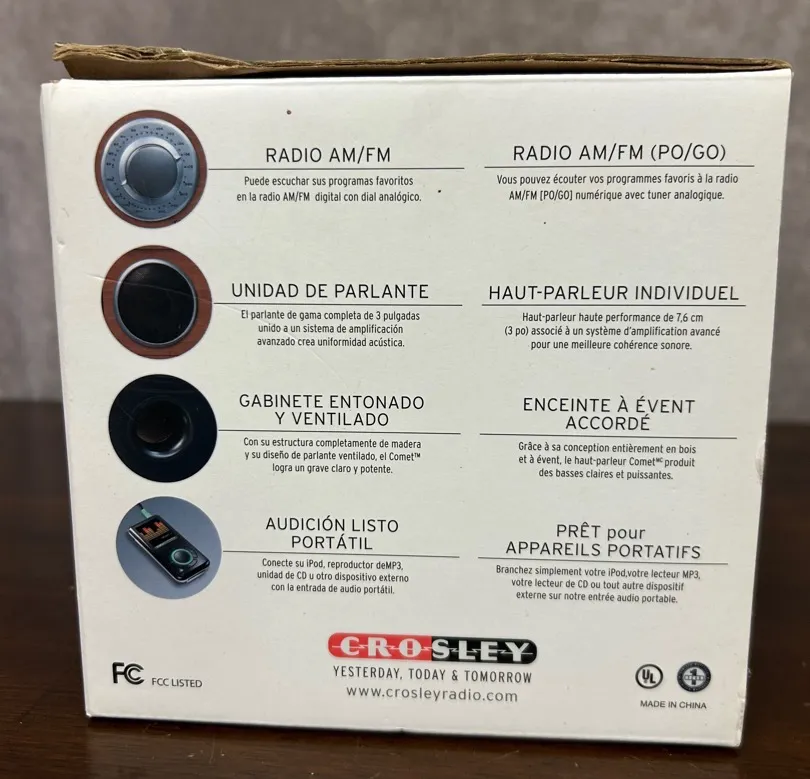 RADIO AM/FM
Puede escuchar sus programas favoritos
en la radio AM/FM digital con dial analógico.
RADIO AM/FM (PO/GO)
Vous pouvez écouter vos programmes favoris à la radio
AM/FM [PO/GO] numérique avec tuner analogique.
UNIDAD DE PARLANTE
El parlante de gama completa de 3 pulgadas
unido a un sistema de amplificación
avanzado crea uniformidad acústica.
HAUT-PARLEUR INDIVIDUEL
Haut-parleur haute performance de 7,6 cm
(3 po) associé à un système d'amplification avancé
pour une meilleure cohérence sonore.
GABINETE ENTONADO
Y VENTILADO
Con su estructura completamente de madera
y su diseño de parlante ventilado, el Comet™
logra un grave claro y potente.
ENCEINTE À ÉVENT
ACCORDÉ
Grâce à sa conception entièrement en bois
et à évent, le haut-parleur Cometᴹᶜ produit
des basses claires et puissantes.
AUDICIÓN LISTO
PORTÁTIL
Conecte su iPod, reproductor deMP3,
unidad de CD u otro dispositivo externo
con la entrada de audio portátil.
PRÊT pour
APPAREILS PORTATIFS
Branchez simplement votre iPod,votre lecteur MP3,
votre lecteur de CD ou tout autre dispositif
externe sur notre entrée audio portable.
FC FCC LISTED
CROSLEY
YESTERDAY, TODAY & TOMORROW
www.crosleyradio.com
UL
MADE IN CHINA